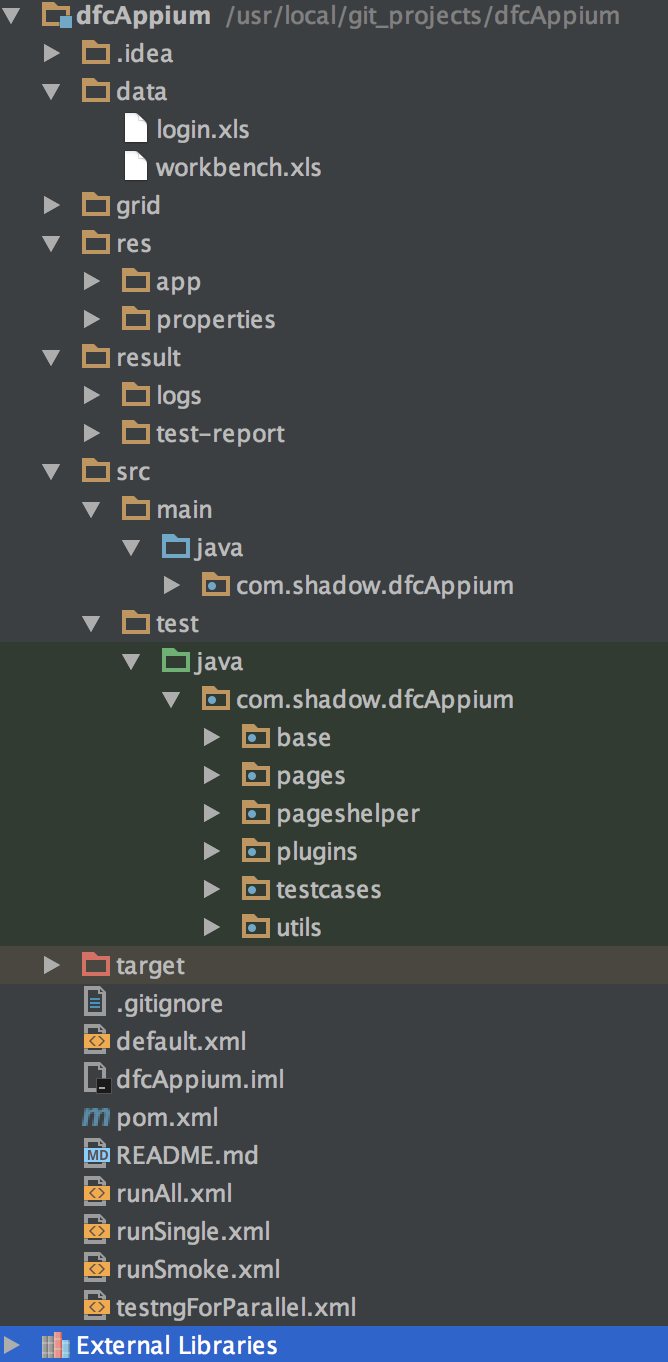 dfcAppium /usr/local/git_projects/dfcAppium
.idea
data
login.xls
workbench.xls
grid
res
app
properties
result
logs
test-report
src
main
java
com.shadow.dfcAppium
test
java
com.shadow.dfcAppium
base
pages
pageshelper
plugins
testcases
utils
target
.gitignore
default.xml
dfcAppium.iml
m pom.xml
MD README.md
runAll.xml
runSingle.xml
runSmoke.xml
testngForParallel.xml
External Libraries